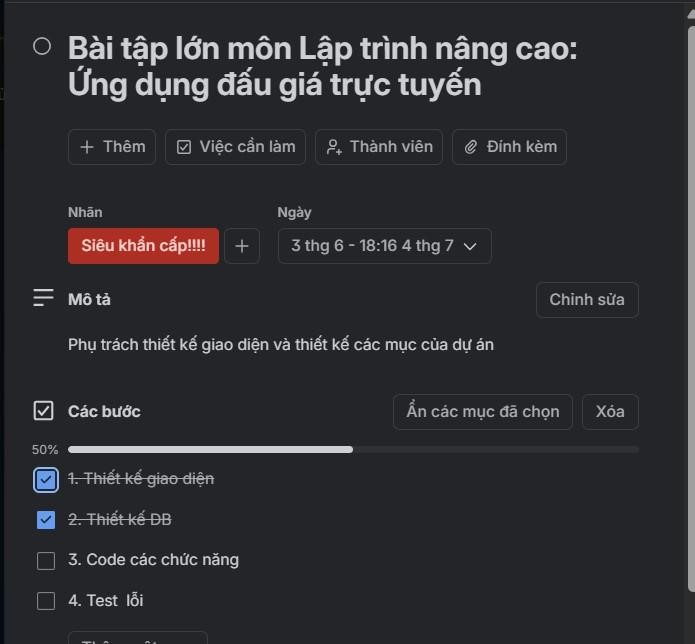 Bài tập lớn môn Lập trình nâng cao:
Ứng dụng đấu giá trực tuyến
Thêm
Việc cần làm
Thành viên
Đính kèm
Nhãn
Ngày
Siêu khẩn cấp!!!!
3 thg 6 - 18:16 4 thg 7
Mô tả
Chỉnh sửa
Phụ trách thiết kế giao diện và thiết kế các mục của dự án
Các bước
Ẩn các mục đã chọn
Xóa
50%
1. Thiết kế giao diện
2. Thiết kế DB
3. Code các chức năng
4. Test lỗi